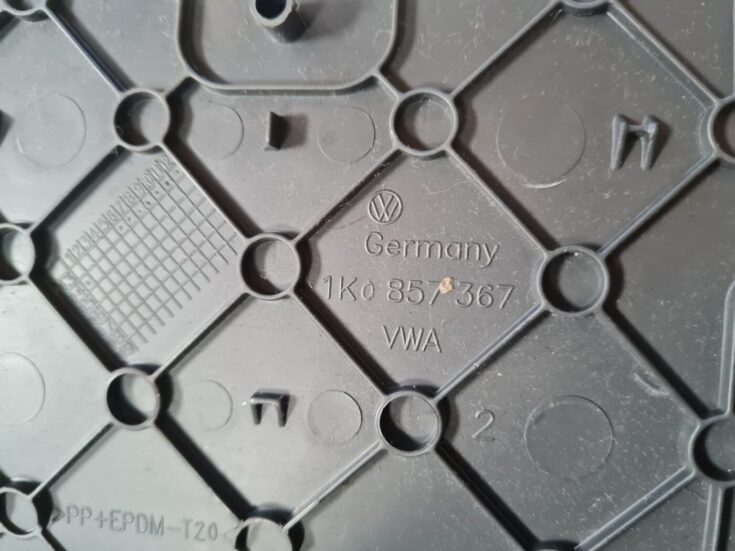 Germany
1K0 857 367
VWA
2
>PP+EPDM-T20<